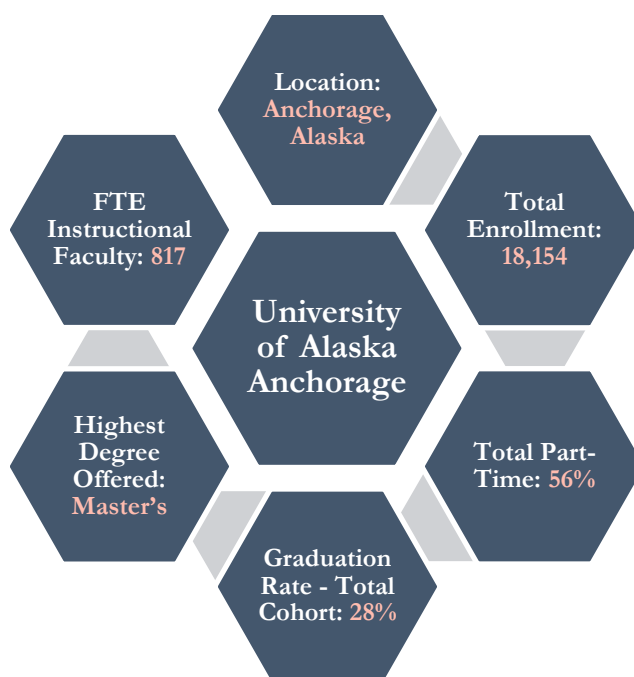 Location:
Anchorage,
Alaska
FTE
Instructional
Faculty: 817
Total
Enrollment:
18,154
University
of Alaska
Anchorage
Highest
Degree
Offered:
Master’s
Total Part-
Time: 56%
Graduation
Rate - Total
Cohort: 28%